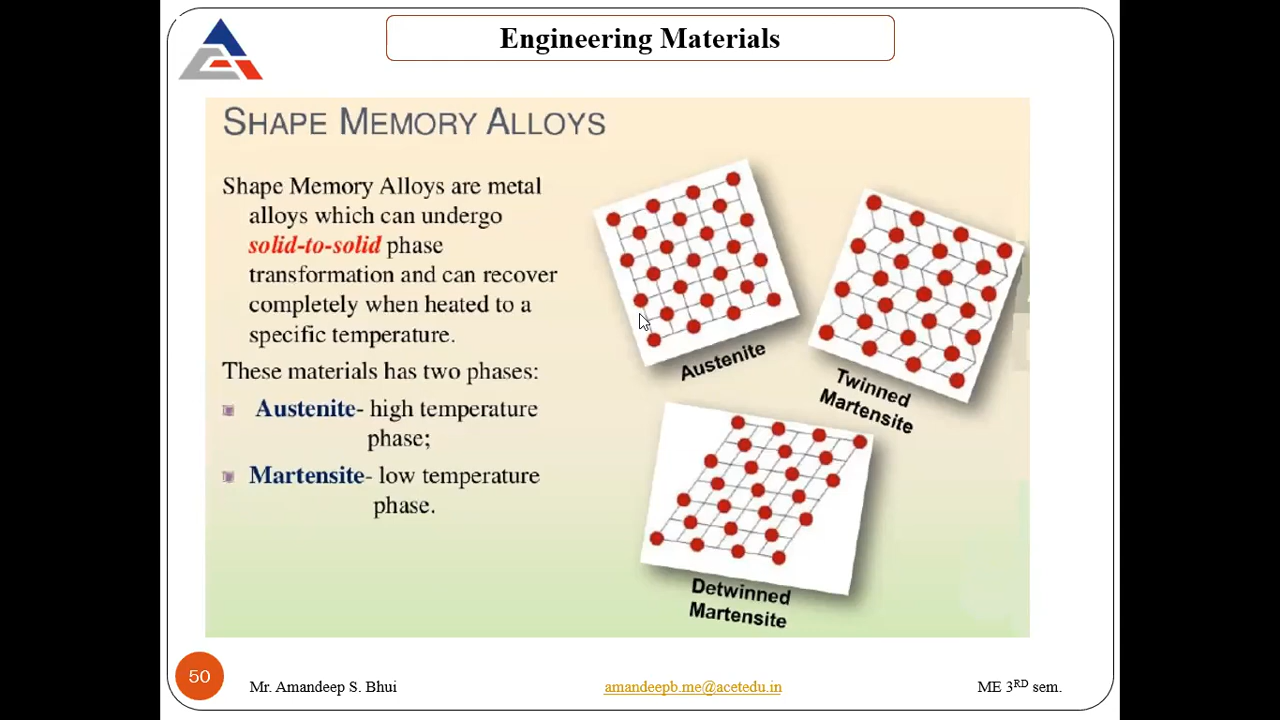 Engineering Materials
SHAPE MEMORY ALLOYS
Shape Memory Alloys are metal
alloys which can undergo
solid-to-solid phase
transformation and can recover
completely when heated to a
specific temperature.
These materials has two phases:
Austenite- high temperature
phase;
Martensite- low temperature
phase.
Austenite
Twinned
Martensite
Detwinned
Martensite
50
Mr. Amandeep S. Bhui
amandeepb.me@acetedu.in
ME 3RD sem.